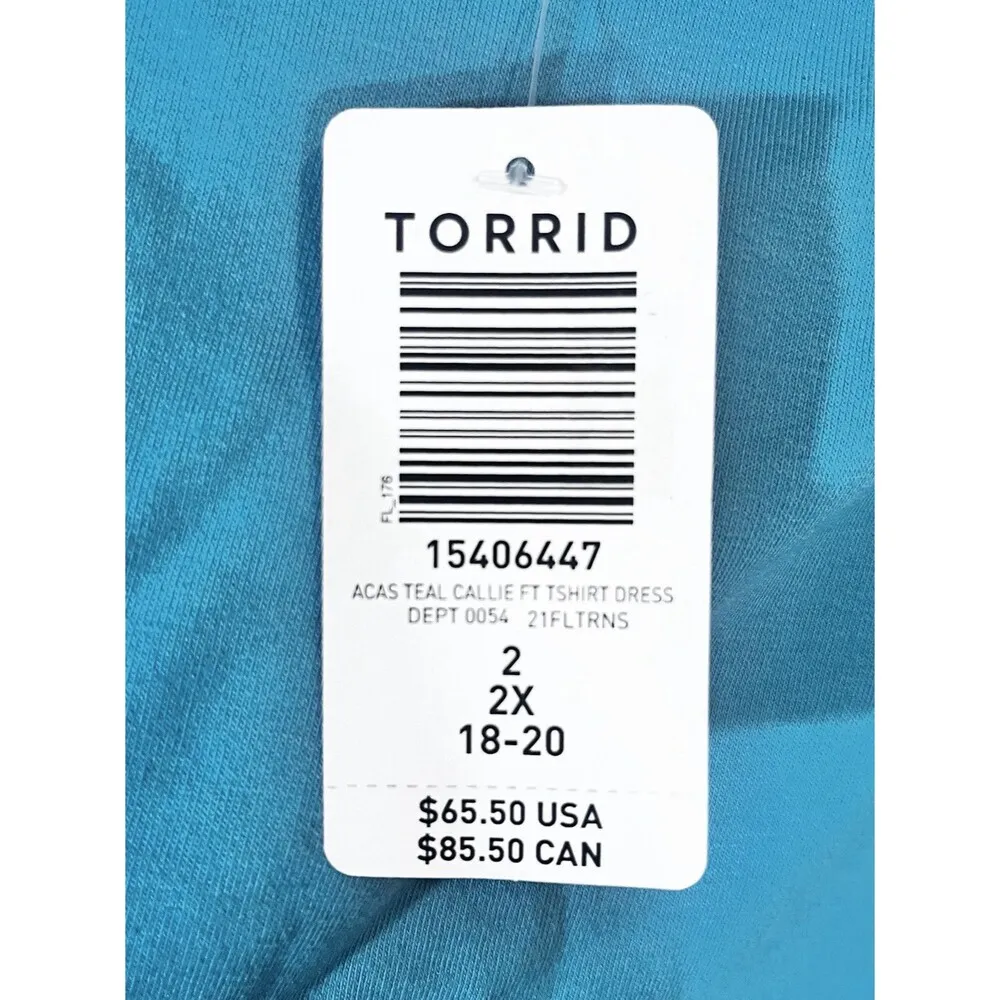 TORRID
FL_176
15406447
ACAS TEAL CALLIE FT TSHIRT DRESS
DEPT 0054 21FLTRNS
2
2X
18-20
$65.50 USA
$85.50 CAN